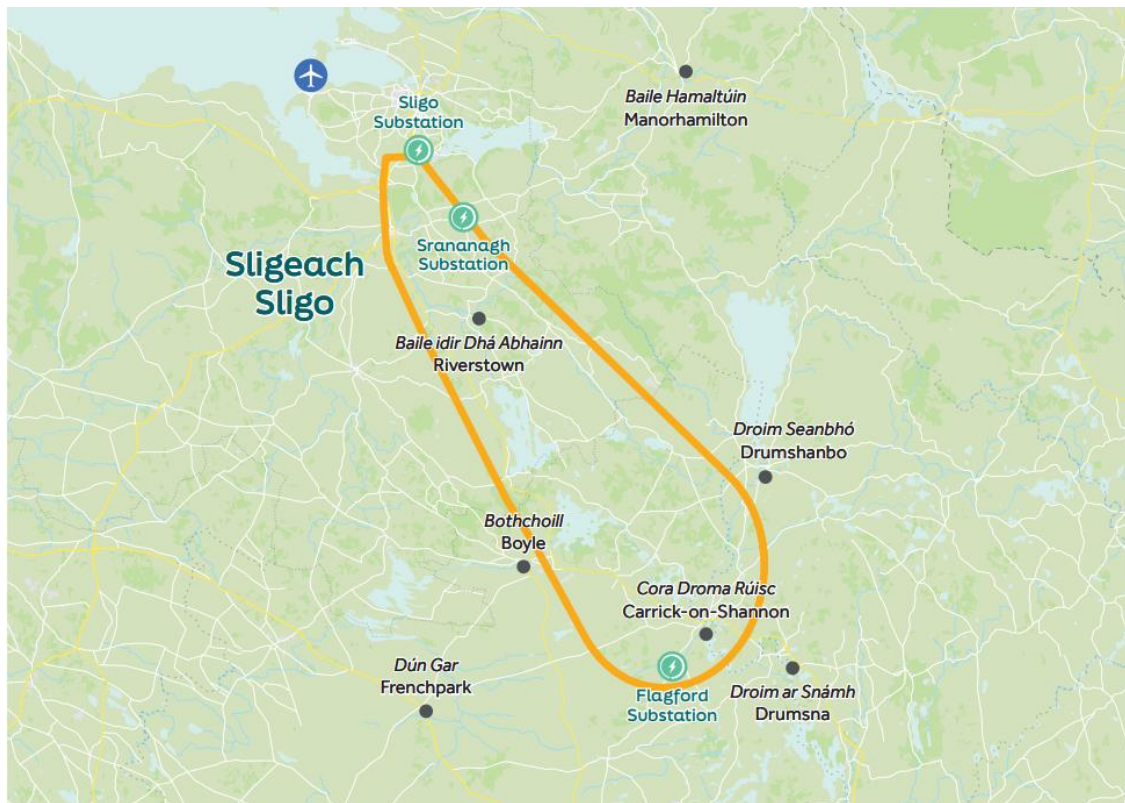 Baile Hamaltúin
Manorhamilton
Sligo
Substation
Srananagh
Substation
Sligeach
Sligo
Baile idir Dhá Abhainn
Riverstown
Droim Seanbhó
Drumshanbo
Bothchoill
Boyle
Cora Droma Rúisc
Carrick-on-Shannon
Dún Gar
Frenchpark
Flagford
Substation
Droim ar Snámh
Drumsna